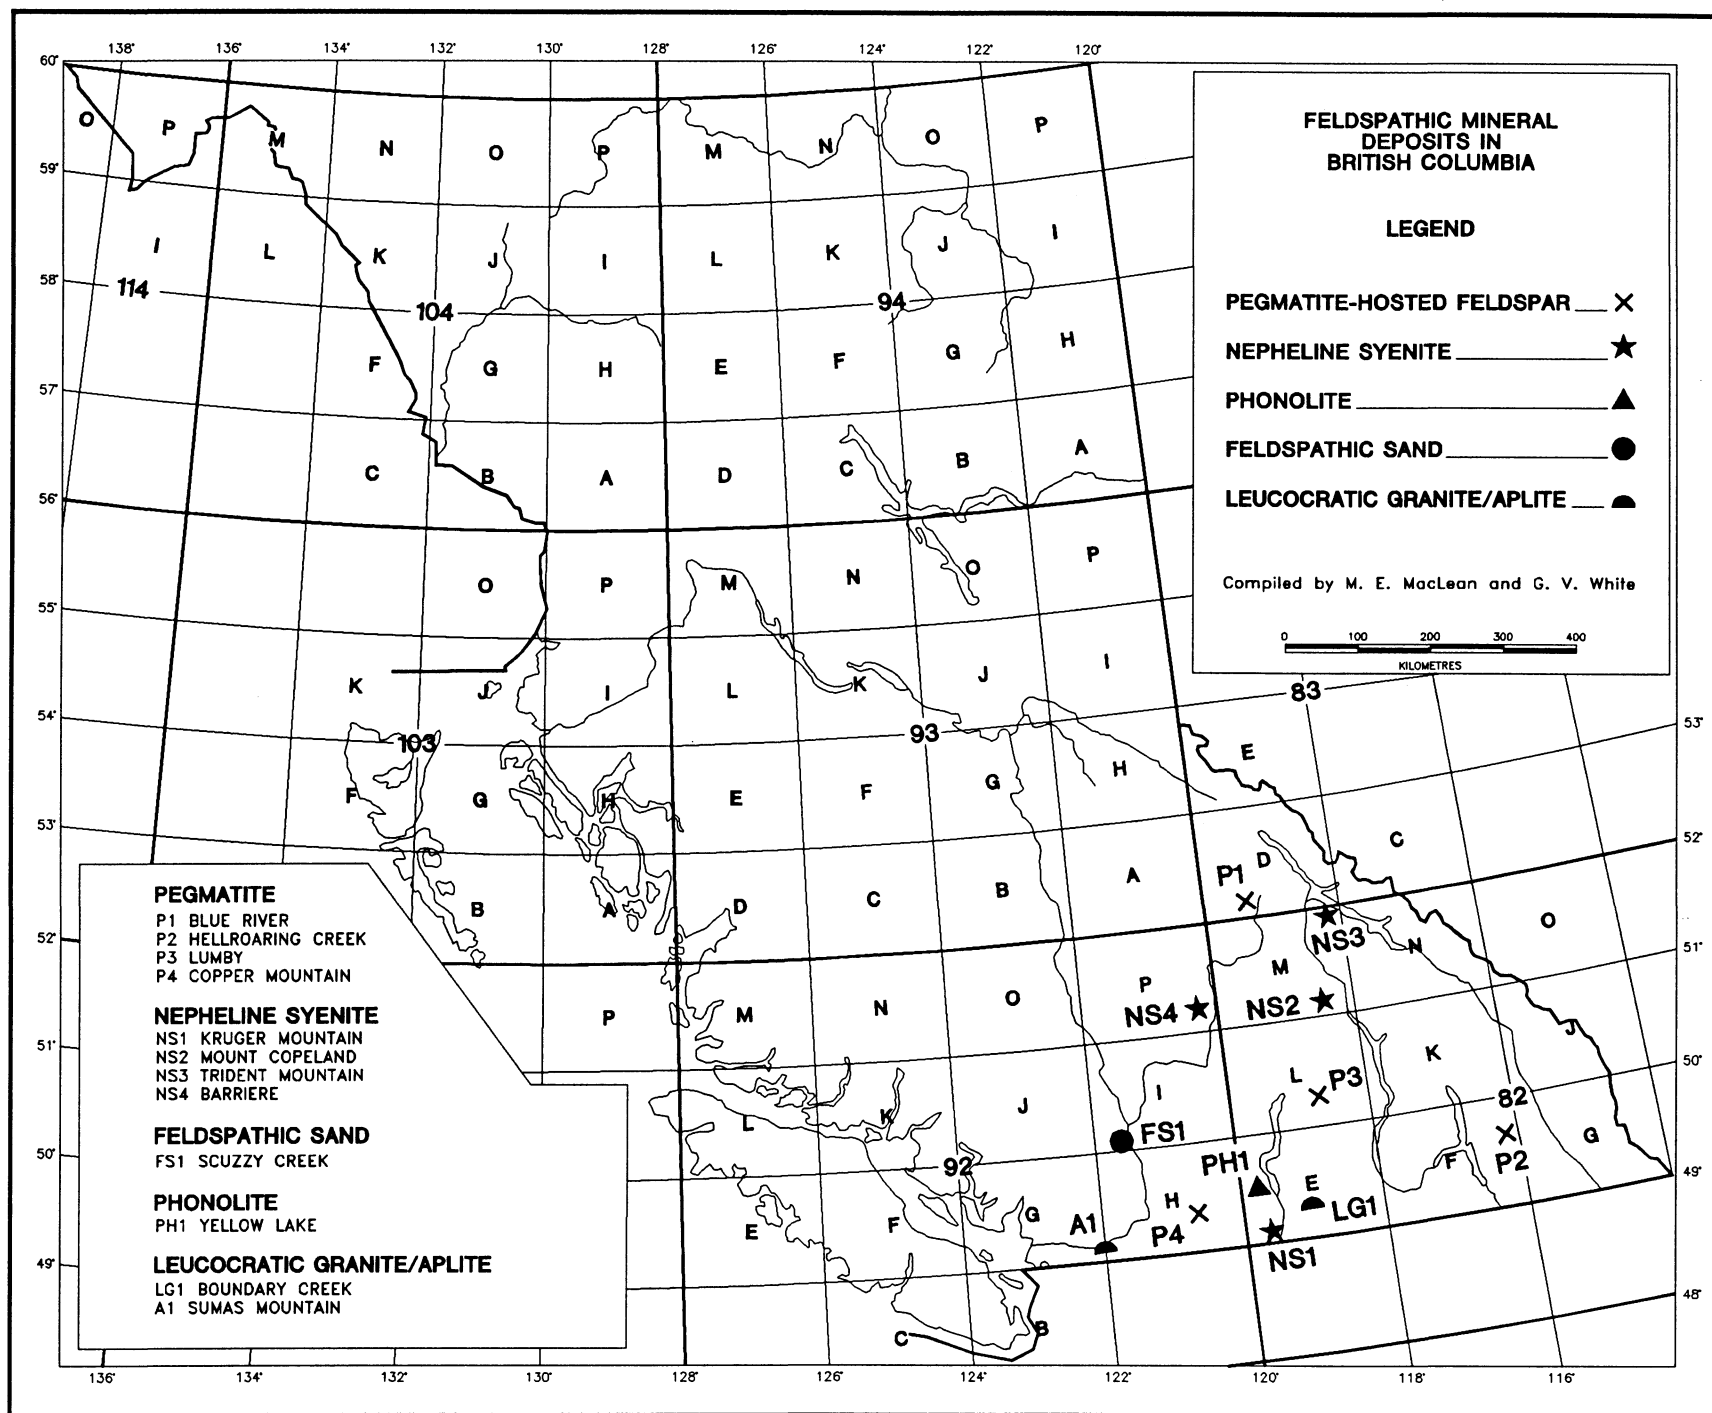 138° 136° 134° 132° 130° 128° 126° 124° 122° 120°
60°
59°
58°
57°
56°
55°
54°
53°
52°
51°
50°
49°
O P M N O P M N O P
I L K J I L K J I
114 104 94
F G H E F G H
C B A D C B A
O P M N O P
K J I L K J I
103 93 83
F G H E F G H E
B A D C B A D C
P M N O P M N O
L K J I L K J
92 82
E F G H E F G
C B
P1
NS3
NS4
NS2
P3
FS1
PH1
P2
A1
P4
LG1
NS1
53°
52°
51°
50°
49°
48°
136° 134° 132° 130° 128° 126° 124° 122° 120° 118° 116°
FELDSPATHIC MINERAL
DEPOSITS IN
BRITISH COLUMBIA
LEGEND
PEGMATITE-HOSTED FELDSPAR
NEPHELINE SYENITE
PHONOLITE
FELDSPATHIC SAND
LEUCOCRATIC GRANITE/APLITE
Compiled by M. E. MacLean and G. V. White
0 100 200 300 400
KILOMETRES
PEGMATITE
P1 BLUE RIVER
P2 HELLROARING CREEK
P3 LUMBY
P4 COPPER MOUNTAIN
NEPHELINE SYENITE
NS1 KRUGER MOUNTAIN
NS2 MOUNT COPELAND
NS3 TRIDENT MOUNTAIN
NS4 BARRIERE
FELDSPATHIC SAND
FS1 SCUZZY CREEK
PHONOLITE
PH1 YELLOW LAKE
LEUCOCRATIC GRANITE/APLITE
LG1 BOUNDARY CREEK
A1 SUMAS MOUNTAIN